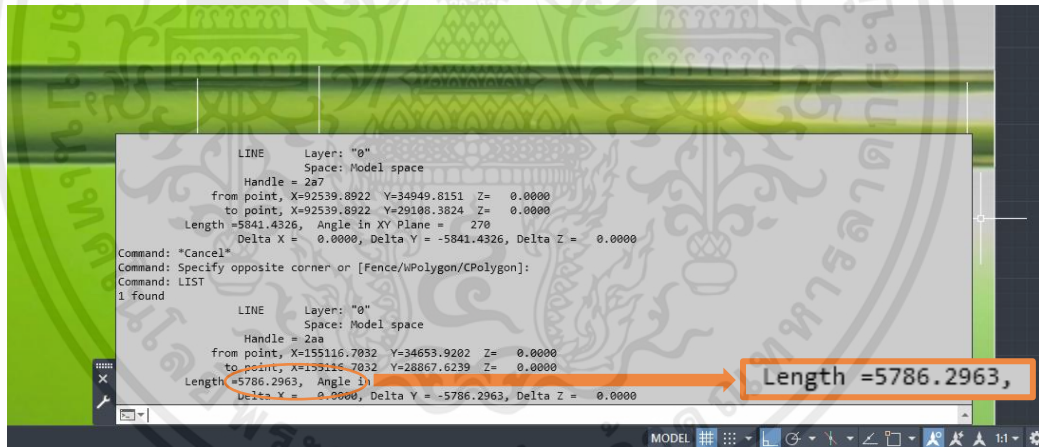 LINE Layer: "0"
Space: Model space
Handle = 2a7
from point, X=92539.8922 Y=34949.8151 Z= 0.0000
to point, X=92539.8922 Y=29108.3824 Z= 0.0000
Length =5841.4326, Angle in XY Plane = 270
Delta X = 0.0000, Delta Y = -5841.4326, Delta Z = 0.0000
Command: *Cancel*
Command: Specify opposite corner or [Fence/WPolygon/CPolygon]:
Command: LIST
1 found
LINE Layer: "0"
Space: Model space
Handle = 2aa
from point, X=155116.7032 Y=34653.9202 Z= 0.0000
to point, X=155116.7032 Y=28867.6239 Z= 0.0000
Length =5786.2963, Angle in
Delta X = 0.0000, Delta Y = -5786.2963, Delta Z = 0.0000
Length =5786.2963,
MODEL 1:1